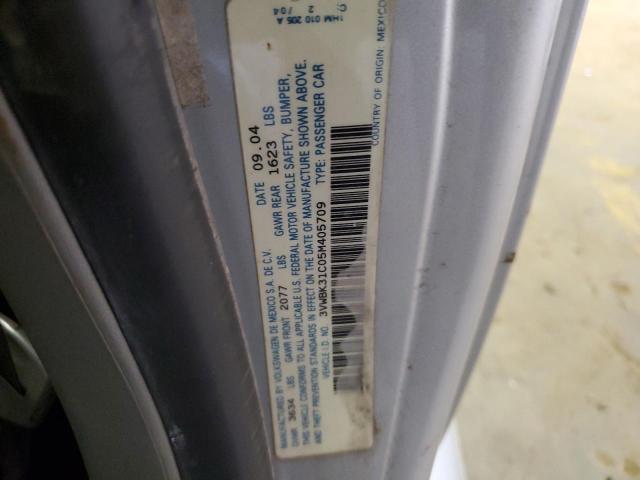 MANUFACTURED BY VOLKSWAGEN DE MEXICO S.A. DE C.V. DATE 09.04
GVWR 3634 LBS GAWR FRONT 2077 LBS GAWR REAR 1623 LBS
THIS VEHICLE CONFORMS TO ALL APPLICABLE U.S. FEDERAL MOTOR VEHICLE SAFETY, BUMPER,
AND THEFT PREVENTION STANDARDS IN EFFECT ON THE DATE OF MANUFACTURE SHOWN ABOVE.
VEHICLE I.D. NO. 3VWBK31C05M405709 TYPE: PASSENGER CAR
COUNTRY OF ORIGIN: MEXICO
1HM 010 205 A
2/04